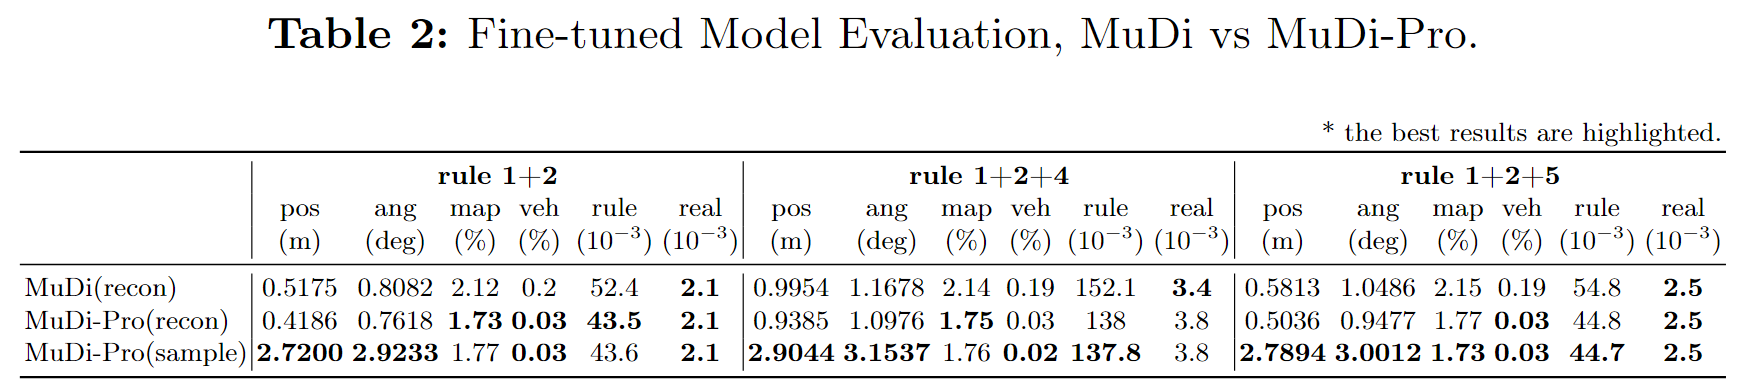 Table 2: Fine-tuned Model Evaluation, MuDi vs MuDi-Pro.
* the best results are highlighted.
rule 1+2 rule 1+2+4 rule 1+2+5
pos ang map veh rule real pos ang map veh rule real pos ang map veh rule real
(m) (deg) (%) (%) (10⁻³) (10⁻³) (m) (deg) (%) (%) (10⁻³) (10⁻³) (m) (deg) (%) (%) (10⁻³) (10⁻³)
MuDi(recon) 0.5175 0.8082 2.12 0.2 52.4 2.1 0.9954 1.1678 2.14 0.19 152.1 3.4 0.5813 1.0486 2.15 0.19 54.8 2.5
MuDi-Pro(recon) 0.4186 0.7618 1.73 0.03 43.5 2.1 0.9385 1.0976 1.75 0.03 138 3.8 0.5036 0.9477 1.77 0.03 44.8 2.5
MuDi-Pro(sample) 2.7200 2.9233 1.77 0.03 43.6 2.1 2.9044 3.1537 1.76 0.02 137.8 3.8 2.7894 3.0012 1.73 0.03 44.7 2.5